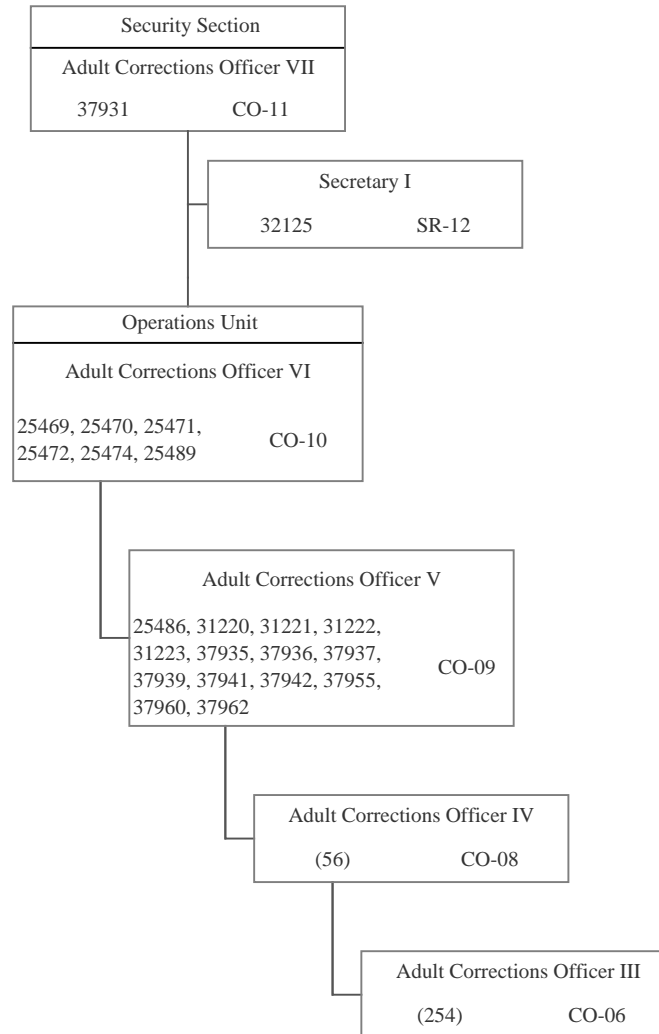 Security Section
Adult Corrections Officer VII
37931 CO-11
Secretary I
32125 SR-12
Operations Unit
Adult Corrections Officer VI
25469, 25470, 25471,
25472, 25474, 25489
CO-10
Adult Corrections Officer V
25486, 31220, 31221, 31222,
31223, 37935, 37936, 37937,
37939, 37941, 37942, 37955,
37960, 37962
CO-09
Adult Corrections Officer IV
(56) CO-08
Adult Corrections Officer III
(254) CO-06